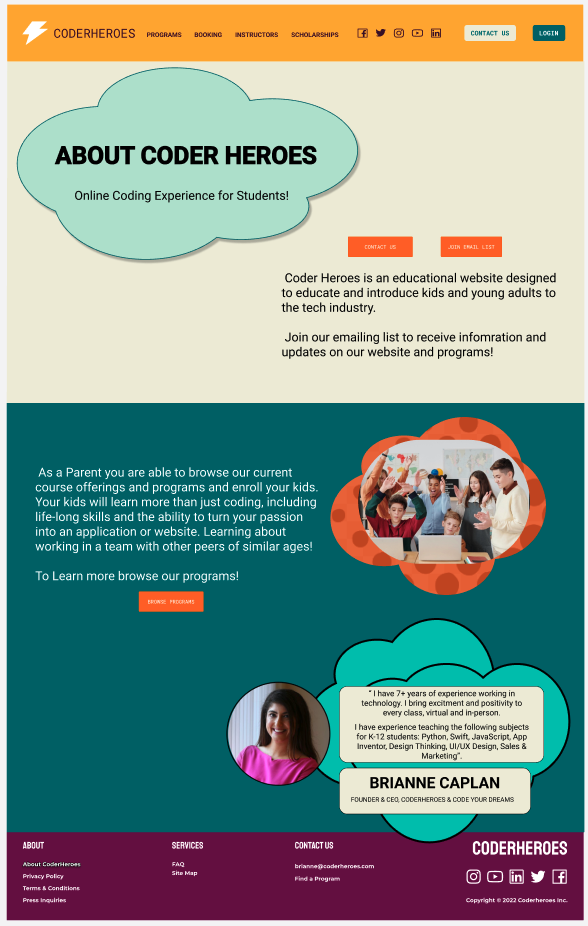 CODERHEROES
PROGRAMS BOOKING INSTRUCTORS SCHOLARSHIPS
CONTACT US
LOGIN
ABOUT CODER HEROES
Online Coding Experience for Students!
CONTACT US
JOIN EMAIL LIST
Coder Heroes is an educational website designed
to educate and introduce kids and young adults to
the tech industry.
Join our emailing list to receive infomration and
updates on our website and programs!
As a Parent you are able to browse our current
course offerings and programs and enroll your kids.
Your kids will learn more than just coding, including
life-long skills and the ability to turn your passion
into an application or website. Learning about
working in a team with other peers of similar ages!
To Learn more browse our programs!
BROWSE PROGRAMS
“ I have 7+ years of experience working in
technology. I bring excitment and positivity to
every class, virtual and in-person.
I have experience teaching the following subjects
for K-12 students: Python, Swift, JavaScript, App
Inventor, Design Thinking, UI/UX Design, Sales &
Marketing”.
BRIANNE CAPLAN
FOUNDER & CEO, CODERHEROES & CODE YOUR DREAMS
ABOUT
About CoderHeroes
Privacy Policy
Terms & Conditions
Press Inquiries
SERVICES
FAQ
Site Map
CONTACT US
brianne@coderheroes.com
Find a Program
CODERHEROES
Copyright © 2022 Coderheroes Inc.